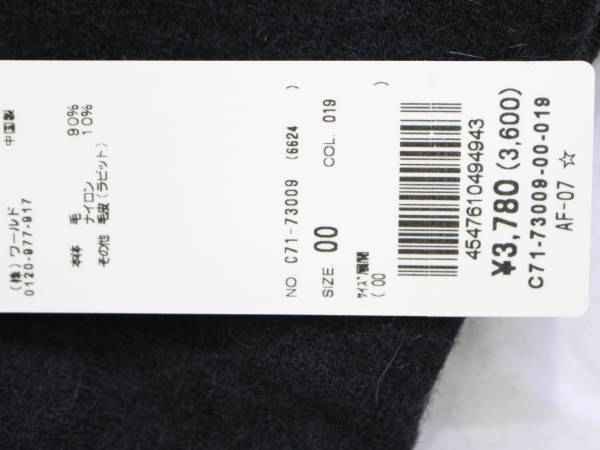 (株) ワールド
0120-977-917
中国製
本体 毛 90%
ナイロン 10%
その他 毛皮(ラビット)
NO. C71-73009 (6624 )
SIZE. 00 COL. 019
サイズ展開
( 00 )
4547610494943
¥3,780(3,600)
C71-73009-00-019
AF-07 ☆